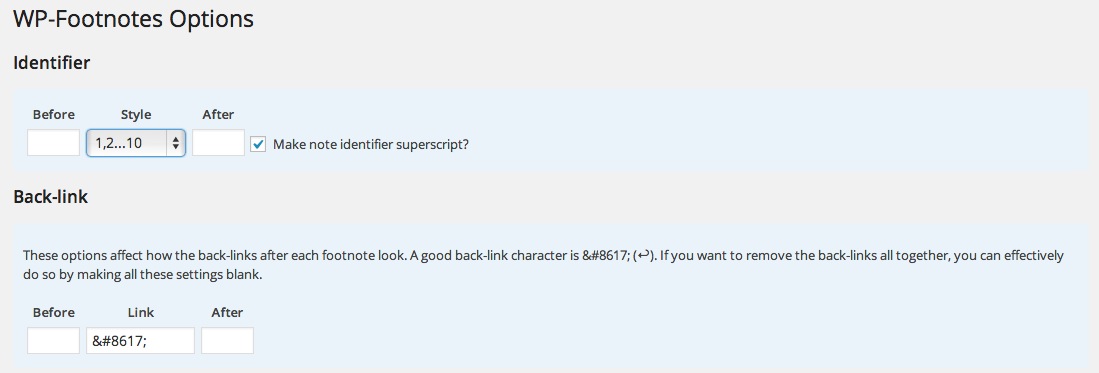 WP-Footnotes Options
Identifier
Before Style After
1,2...10 Make note identifier superscript?
Back-link
These options affect how the back-links after each footnote look. A good back-link character is &#8617; (↩). If you want to remove the back-links all together, you can effectively
do so by making all these settings blank.
Before Link After
&#8617;